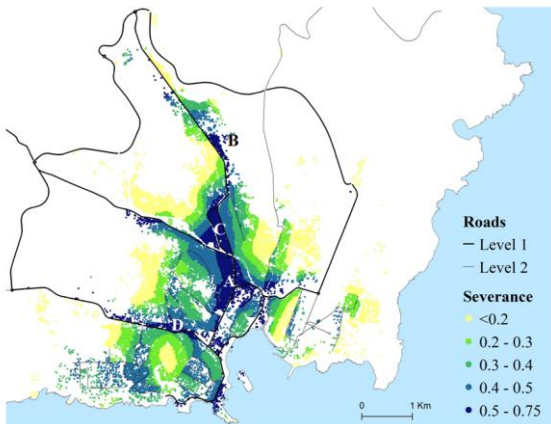 B
C
A
D
Roads
Level 1
Level 2
Severance
<0.2
0.2 - 0.3
0.3 - 0.4
0.4 - 0.5
0.5 - 0.75
0 1 Km